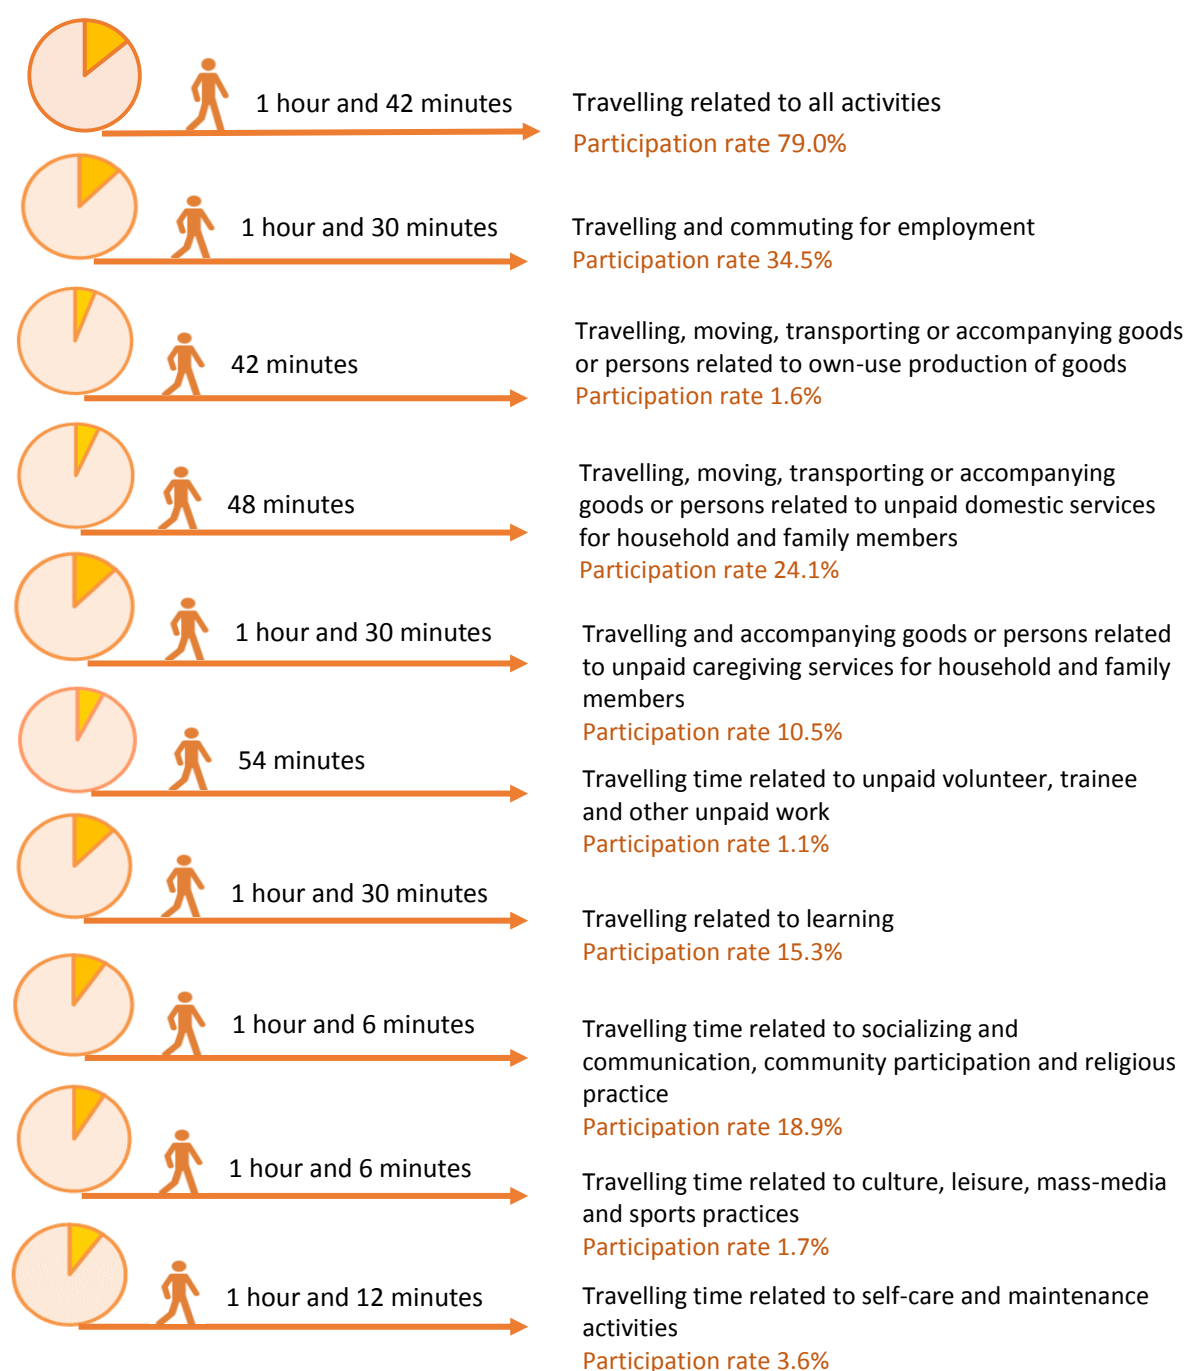 1 hour and 42 minutes
Travelling related to all activities
Participation rate 79.0%
1 hour and 30 minutes
Travelling and commuting for employment
Participation rate 34.5%
42 minutes
Travelling, moving, transporting or accompanying goods
or persons related to own-use production of goods
Participation rate 1.6%
48 minutes
Travelling, moving, transporting or accompanying
goods or persons related to unpaid domestic services
for household and family members
Participation rate 24.1%
1 hour and 30 minutes
Travelling and accompanying goods or persons related
to unpaid caregiving services for household and family
members
Participation rate 10.5%
54 minutes
Travelling time related to unpaid volunteer, trainee
and other unpaid work
Participation rate 1.1%
1 hour and 30 minutes
Travelling related to learning
Participation rate 15.3%
1 hour and 6 minutes
Travelling time related to socializing and
communication, community participation and religious
practice
Participation rate 18.9%
1 hour and 6 minutes
Travelling time related to culture, leisure, mass-media
and sports practices
Participation rate 1.7%
1 hour and 12 minutes
Travelling time related to self-care and maintenance
activities
Participation rate 3.6%